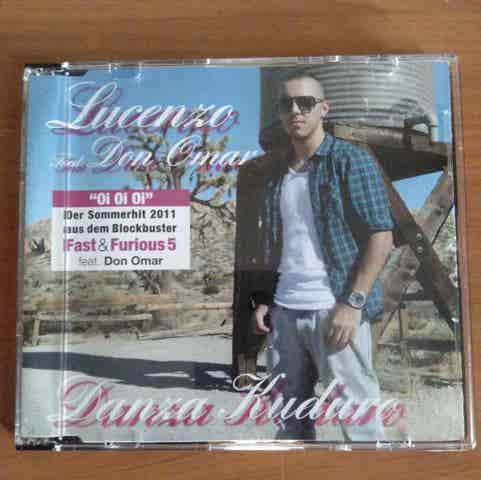 Lucenzo
Feat. Don Omar
"Oi Oi Oi"
Der Sommerhit 2011
aus dem Blockbuster
Fast & Furious 5
feat. Don Omar
Danza Kuduro